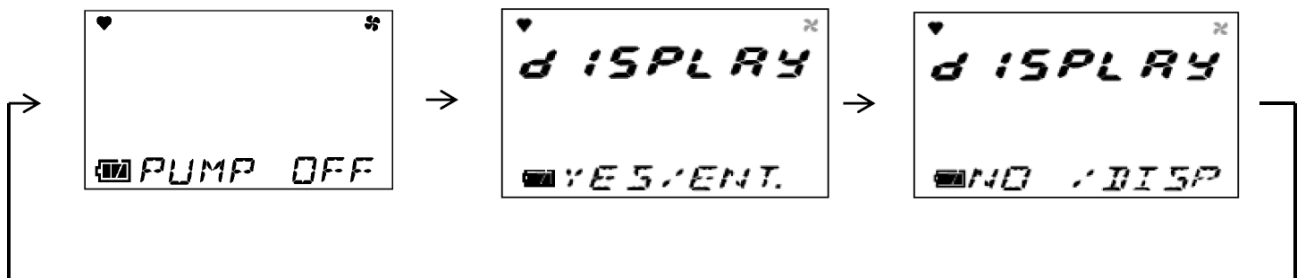 PUMP OFF
dISPLAY
YES/ENT.
dISPLAY
NO /DISP